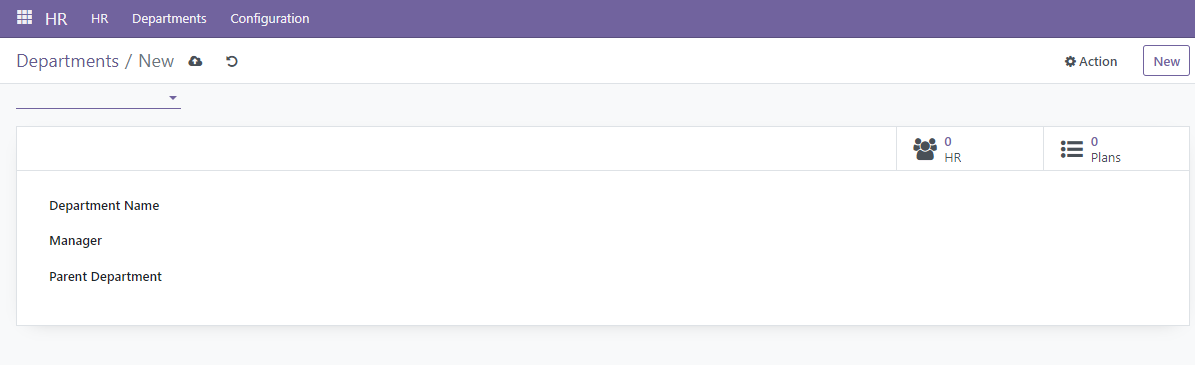 HR HR Departments Configuration
Departments / New Action New
0
HR
0
Plans
Department Name
Manager
Parent Department